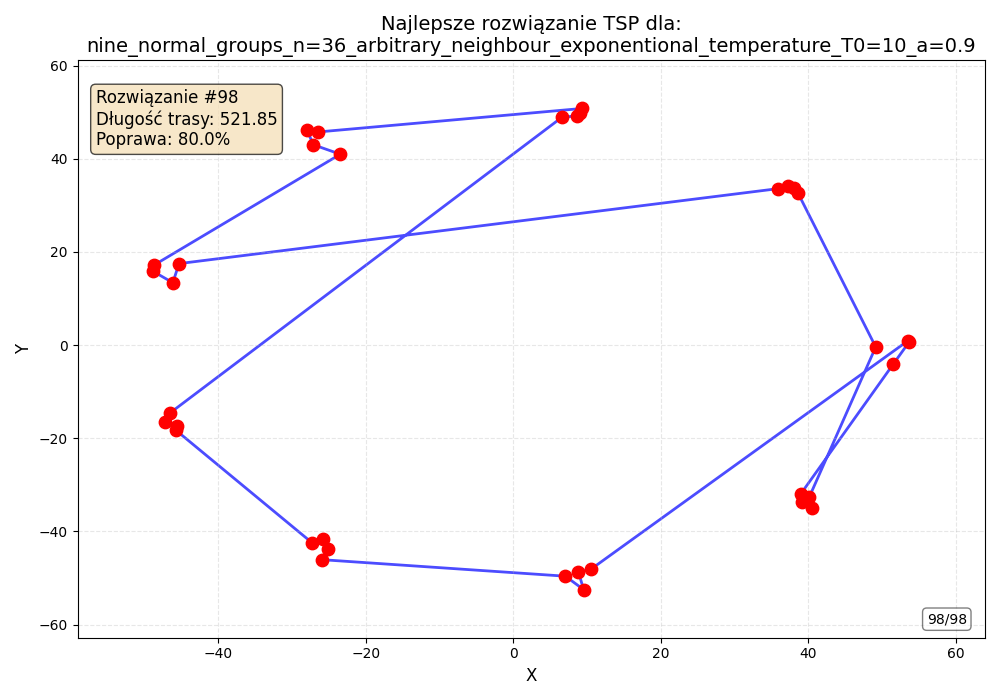 Najlepsze rozwiązanie TSP dla:
nine_normal_groups_n=36_arbitrary_neighbour_exponentional_temperature_T0=10_a=0.9
Rozwiązanie #98
Długość trasy: 521.85
Poprawa: 80.0%
60
40
20
0
−20
−40
−60
Y
−40
−20
0
20
40
60
X
98/98